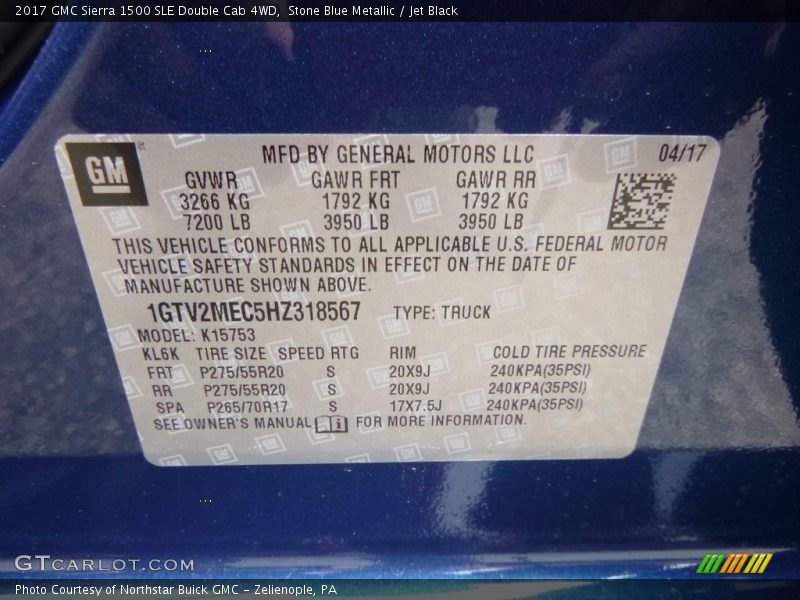 2017 GMC Sierra 1500 SLE Double Cab 4WD, Stone Blue Metallic / Jet Black
GM
MFD BY GENERAL MOTORS LLC 04/17
GVWR GAWR FRT GAWR RR
3266 KG 1792 KG 1792 KG
7200 LB 3950 LB 3950 LB
THIS VEHICLE CONFORMS TO ALL APPLICABLE U.S. FEDERAL MOTOR
VEHICLE SAFETY STANDARDS IN EFFECT ON THE DATE OF
MANUFACTURE SHOWN ABOVE.
1GTV2MEC5HZ318567 TYPE: TRUCK
MODEL: K15753
KL6K TIRE SIZE SPEED RTG RIM COLD TIRE PRESSURE
FRT P275/55R20 S 20X9J 240KPA(35PSI)
RR P275/55R20 S 20X9J 240KPA(35PSI)
SPA P265/70R17 S 17X7.5J 240KPA(35PSI)
SEE OWNER'S MANUAL FOR MORE INFORMATION.
GTCARLOT.COM
Photo Courtesy of Northstar Buick GMC - Zelienople, PA